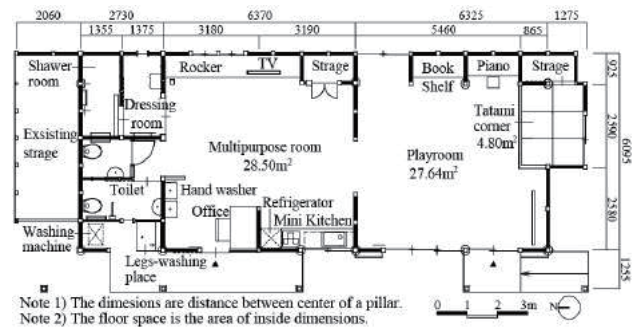 2060 2730 6370 6325 1275
1355 1375 3180 3190 5460 865
Shawer
room
Rocker
TV
Strage
Book
Shelf
Piano
Strage
925
Dressing
room
Exsisting
strage
Tatami
corner
4.80m²
2590
6095
Multipurpose room
28.50m²
Playroom
27.64m²
Toilet
Hand washer
Office
Refrigerator
Mini Kitchen
2580
Washing
machine
Legs-washing
place
1255
Note 1) The dimesions are distance between center of a pillar.
Note 2) The floor space is the area of inside dimensions.
0 1 2 3m
N